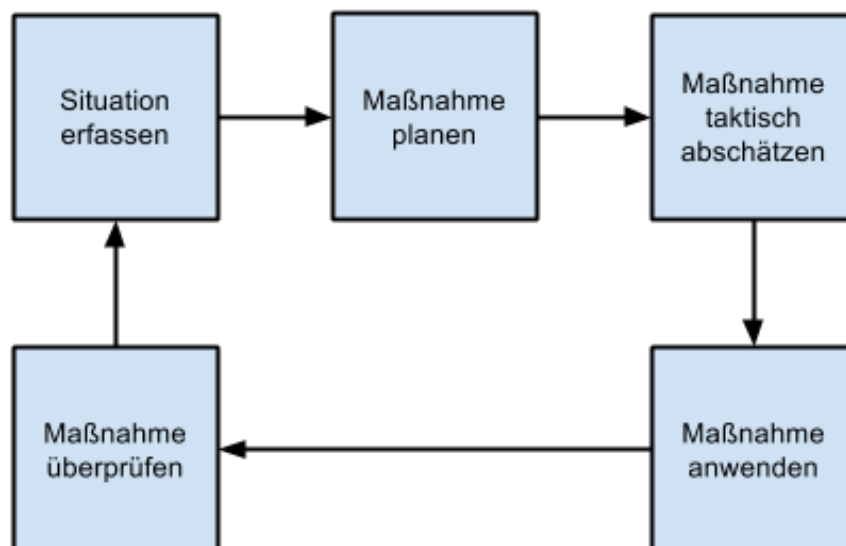 Situation
erfassen
Maßnahme
planen
Maßnahme
taktisch
abschätzen
Maßnahme
überprüfen
Maßnahme
anwenden